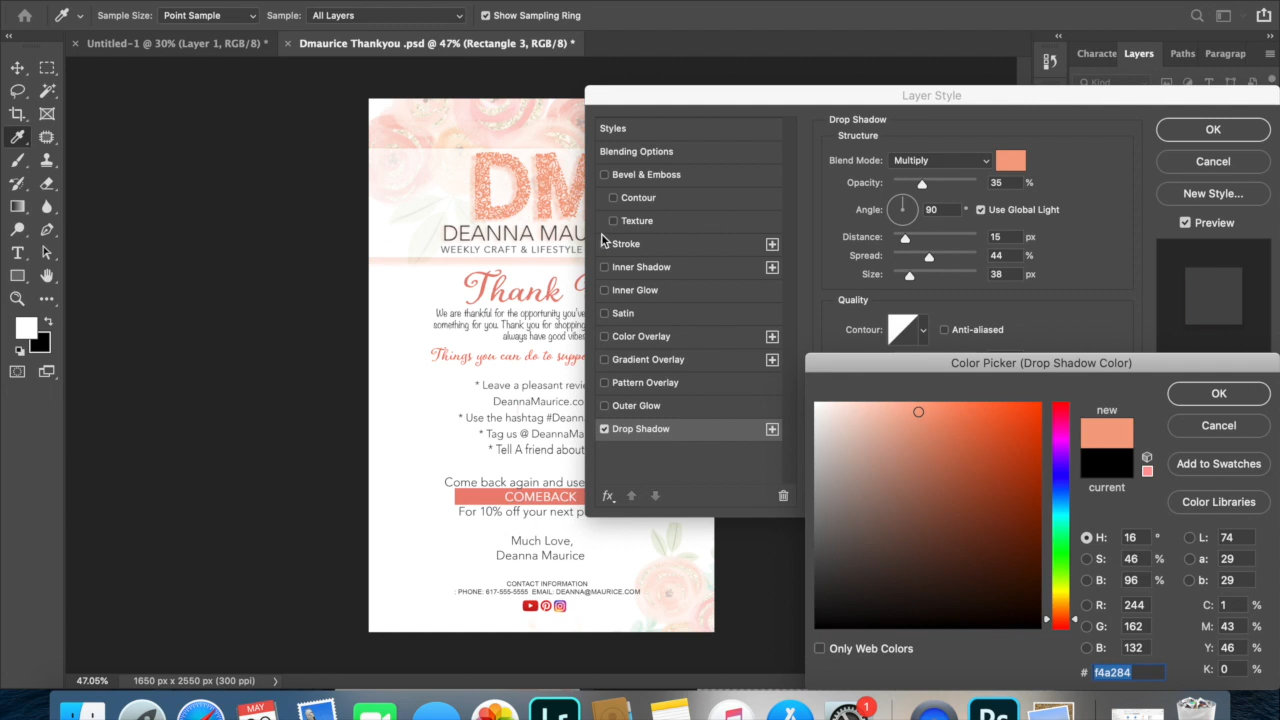 Sample Size: Point Sample Sample: All Layers Show Sampling Ring
Untitled-1 @ 30% (Layer 1, RGB/8) *
Dmaurice Thankyou .psd @ 47% (Rectangle 3, RGB/8) *
Characte Layers Paths Paragrap
Kind
DM
DEANNA MAU
WEEKLY CRAFT & LIFESTYLE
Thank
We are thankful for the opportunity you've
something for you. Thank you for shopping
always have good vibes
Things you can do to suppo
* Leave a pleasant revie
DeannaMaurice.co
* Use the hashtag #Deanna
* Tag us @ DeannaMa
* Tell A friend about
Come back again and use
COMEBACK
For 10% off your next p
Much Love,
Deanna Maurice
CONTACT INFORMATION
: PHONE: 617-555-5555 EMAIL: DEANNA@MAURICE.COM
47.05% 1650 px x 2550 px (300 ppi)
Layer Style
Styles
Blending Options
Bevel & Emboss
Contour
Texture
Stroke
Inner Shadow
Inner Glow
Satin
Color Overlay
Gradient Overlay
Pattern Overlay
Outer Glow
Drop Shadow
fx
Drop Shadow
Structure
Blend Mode: Multiply
Opacity: 35 %
Angle: 90 ° Use Global Light
Distance: 15 px
Spread: 44 %
Size: 38 px
Quality
Contour: Anti-aliased
OK
Cancel
New Style...
Preview
Color Picker (Drop Shadow Color)
new
current
OK
Cancel
Add to Swatches
Color Libraries
H: 16 ° L: 74
S: 46 % a: 29
B: 96 % b: 29
R: 244 C: 1 %
G: 162 M: 43 %
B: 132 Y: 46 %
# f4a284 K: 0 %
Only Web Colors
MAY
Lr
1
Ps